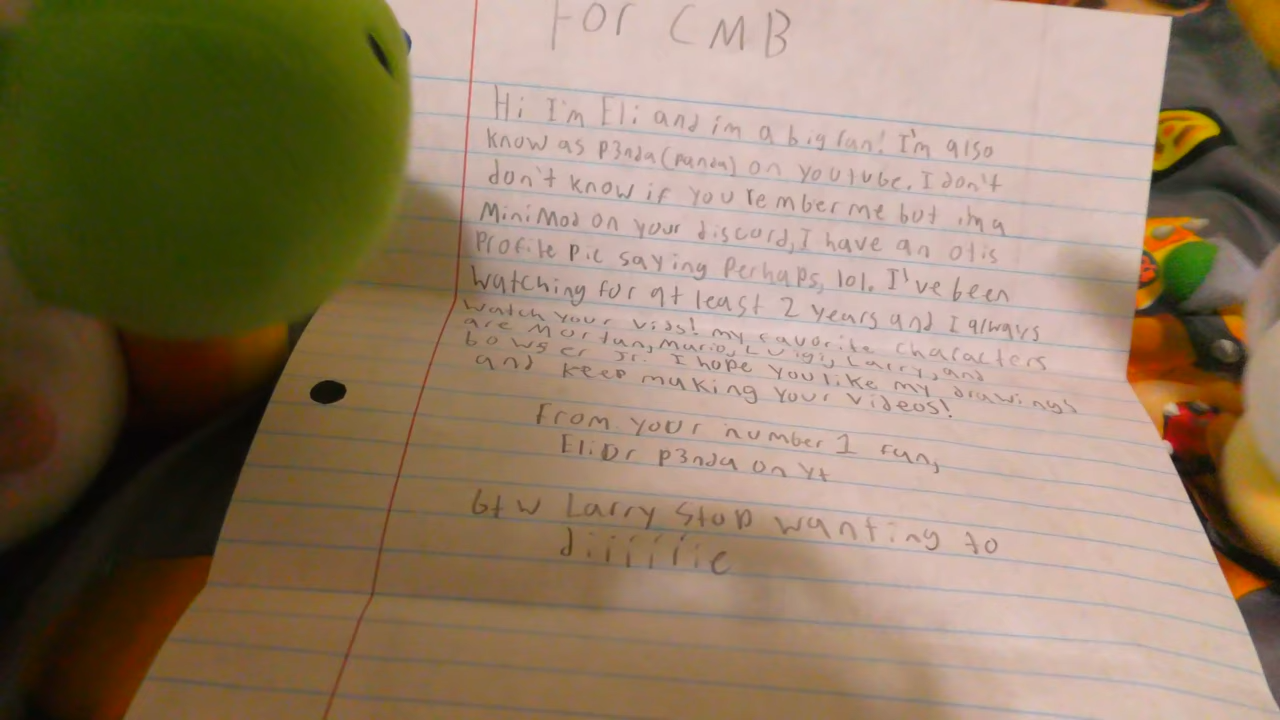 For CMB
Hi I'm Eli and im a big fan! I'm also
know as p3nda (panda) on youtube. I don't
don't know if you rember me but im a
MiniMod on your discord, I have an otis
Profile pic saying Perhaps, lol. I've been
watching for at least 2 years and I always
watch your vids! my favorite characters
are Mortan, Mario, Luigi, Larry, and
bowser Jr. I hope you like my drawings
and keep making your videos!
From your number 1 fan,
Eli Or p3nda on yt
btw Larry stop wanting to
diiiiiie